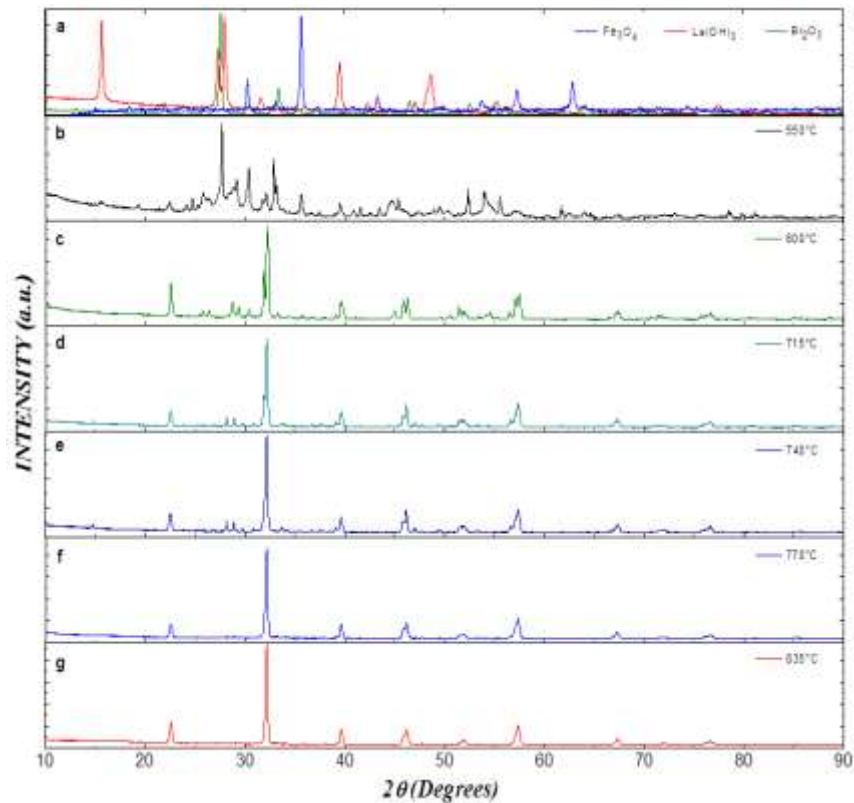 a
Fe₃O₄ La(OH)₃ Bi₂O₃
b
550°C
c
600°C
d
715°C
e
740°C
f
770°C
g
835°C
10 20 30 40 50 60 70 80 90
2θ (Degrees)
INTENSITY (a.u.)